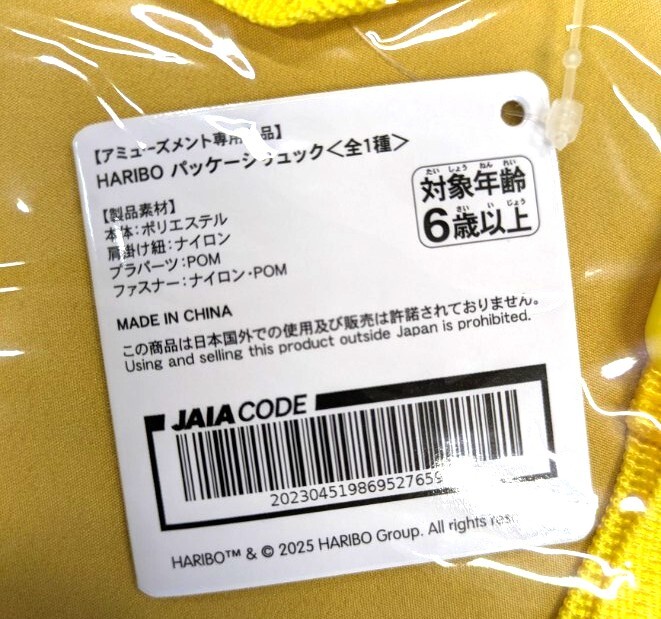 【アミューズメント専用 品】
HARIBO パッケージリュック＜全1種＞
【製品素材】
本体：ポリエステル
肩掛け紐：ナイロン
プラパーツ：POM
ファスナー：ナイロン・POM
たい しょう ねん れい
対象年齢
さい い じょう
6歳以上
MADE IN CHINA
この商品は日本国外での使用及び販売は許諾されておりません。
Using and selling this product outside Japan is prohibited.
JAIA CODE
20230451986952765
HARIBO™ & © 2025 HARIBO Group. All rights